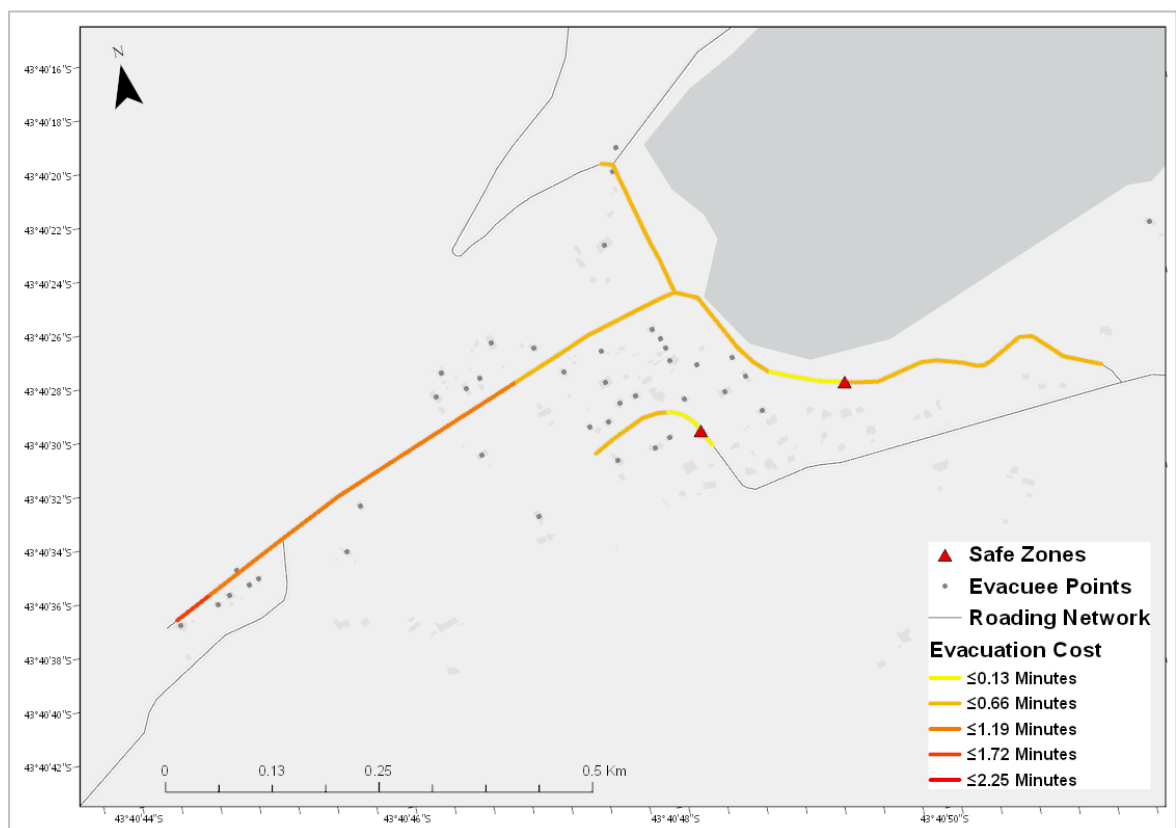 N
43°40'16"S
43°40'18"S
43°40'20"S
43°40'22"S
43°40'24"S
43°40'26"S
43°40'28"S
43°40'30"S
43°40'32"S
43°40'34"S
43°40'36"S
43°40'38"S
43°40'40"S
43°40'42"S
Safe Zones
Evacuee Points
Roading Network
Evacuation Cost
≤0.13 Minutes
≤0.66 Minutes
≤1.19 Minutes
≤1.72 Minutes
≤2.25 Minutes
0 0.13 0.25 0.5 Km
43°40'44"S 43°40'46"S 43°40'48"S 43°40'50"S